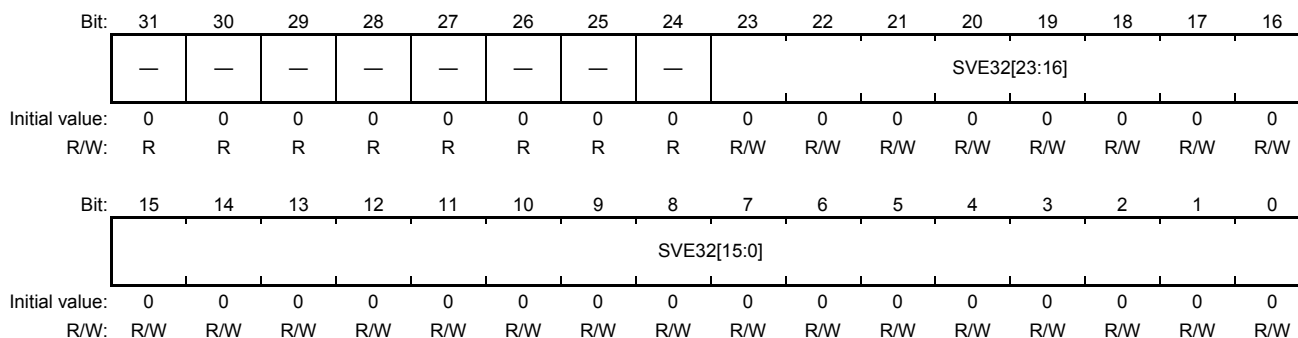 Bit: 31 30 29 28 27 26 25 24 23 22 21 20 19 18 17 16
— — — — — — — — SVE32[23:16]
Initial value: 0 0 0 0 0 0 0 0 0 0 0 0 0 0 0 0
R/W: R R R R R R R R R/W R/W R/W R/W R/W R/W R/W R/W
Bit: 15 14 13 12 11 10 9 8 7 6 5 4 3 2 1 0
SVE32[15:0]
Initial value: 0 0 0 0 0 0 0 0 0 0 0 0 0 0 0 0
R/W: R/W R/W R/W R/W R/W R/W R/W R/W R/W R/W R/W R/W R/W R/W R/W R/W